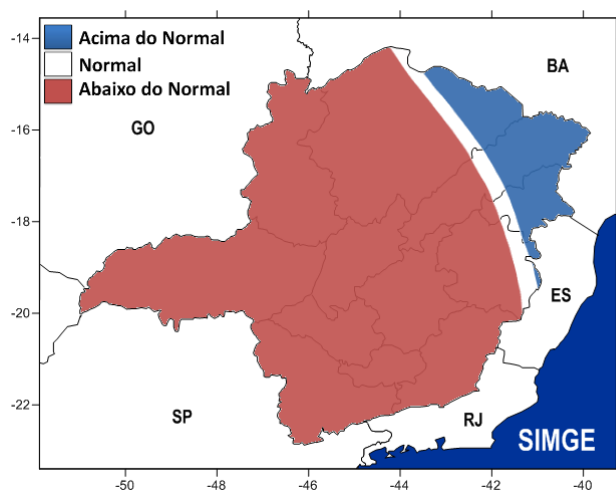 Acima do Normal
Normal
Abaixo do Normal
BA
GO
ES
SP
RJ
SIMGE
-14
-16
-18
-20
-22
-50
-48
-46
-44
-42
-40